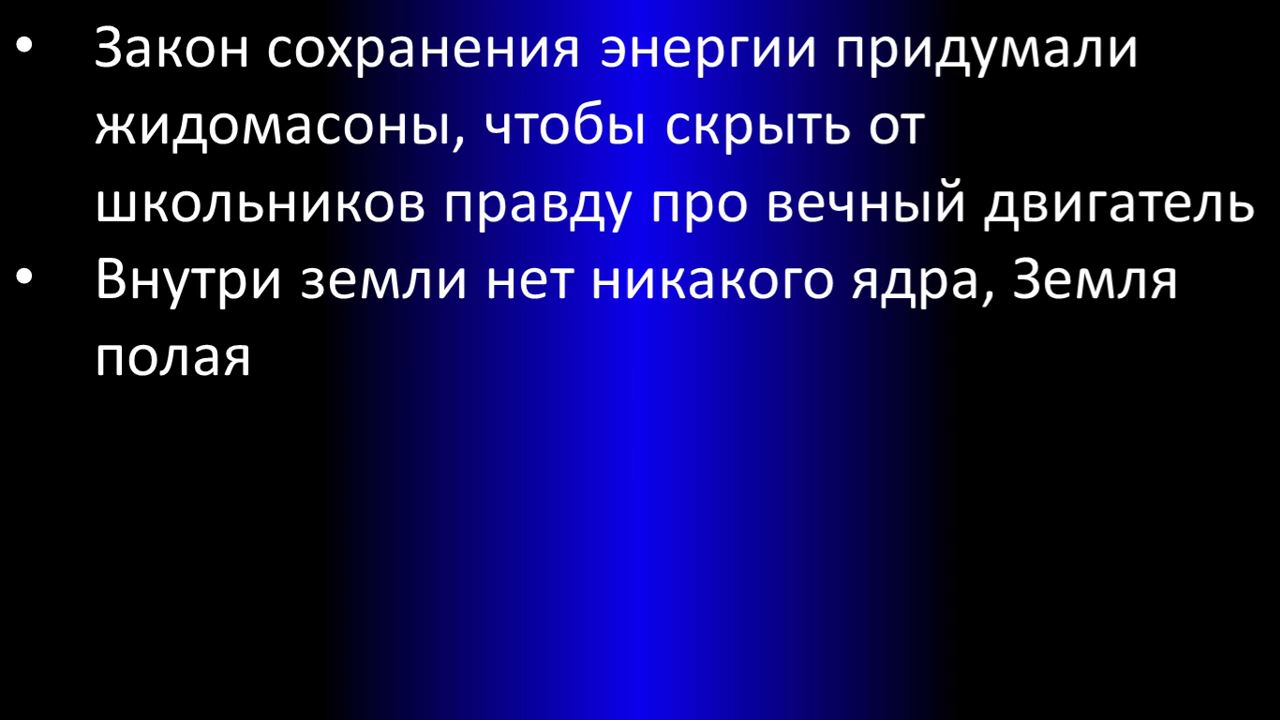 • Закон сохранения энергии придумали
жидомасоны, чтобы скрыть от
школьников правду про вечный двигатель
• Внутри земли нет никакого ядра, Земля
полая